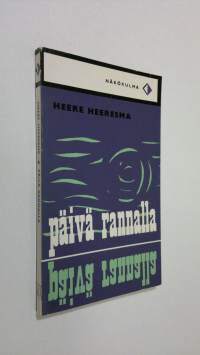 NÄKÖKULMA
HEERE HEERESMA
päivä rannalla
päivä rannalla